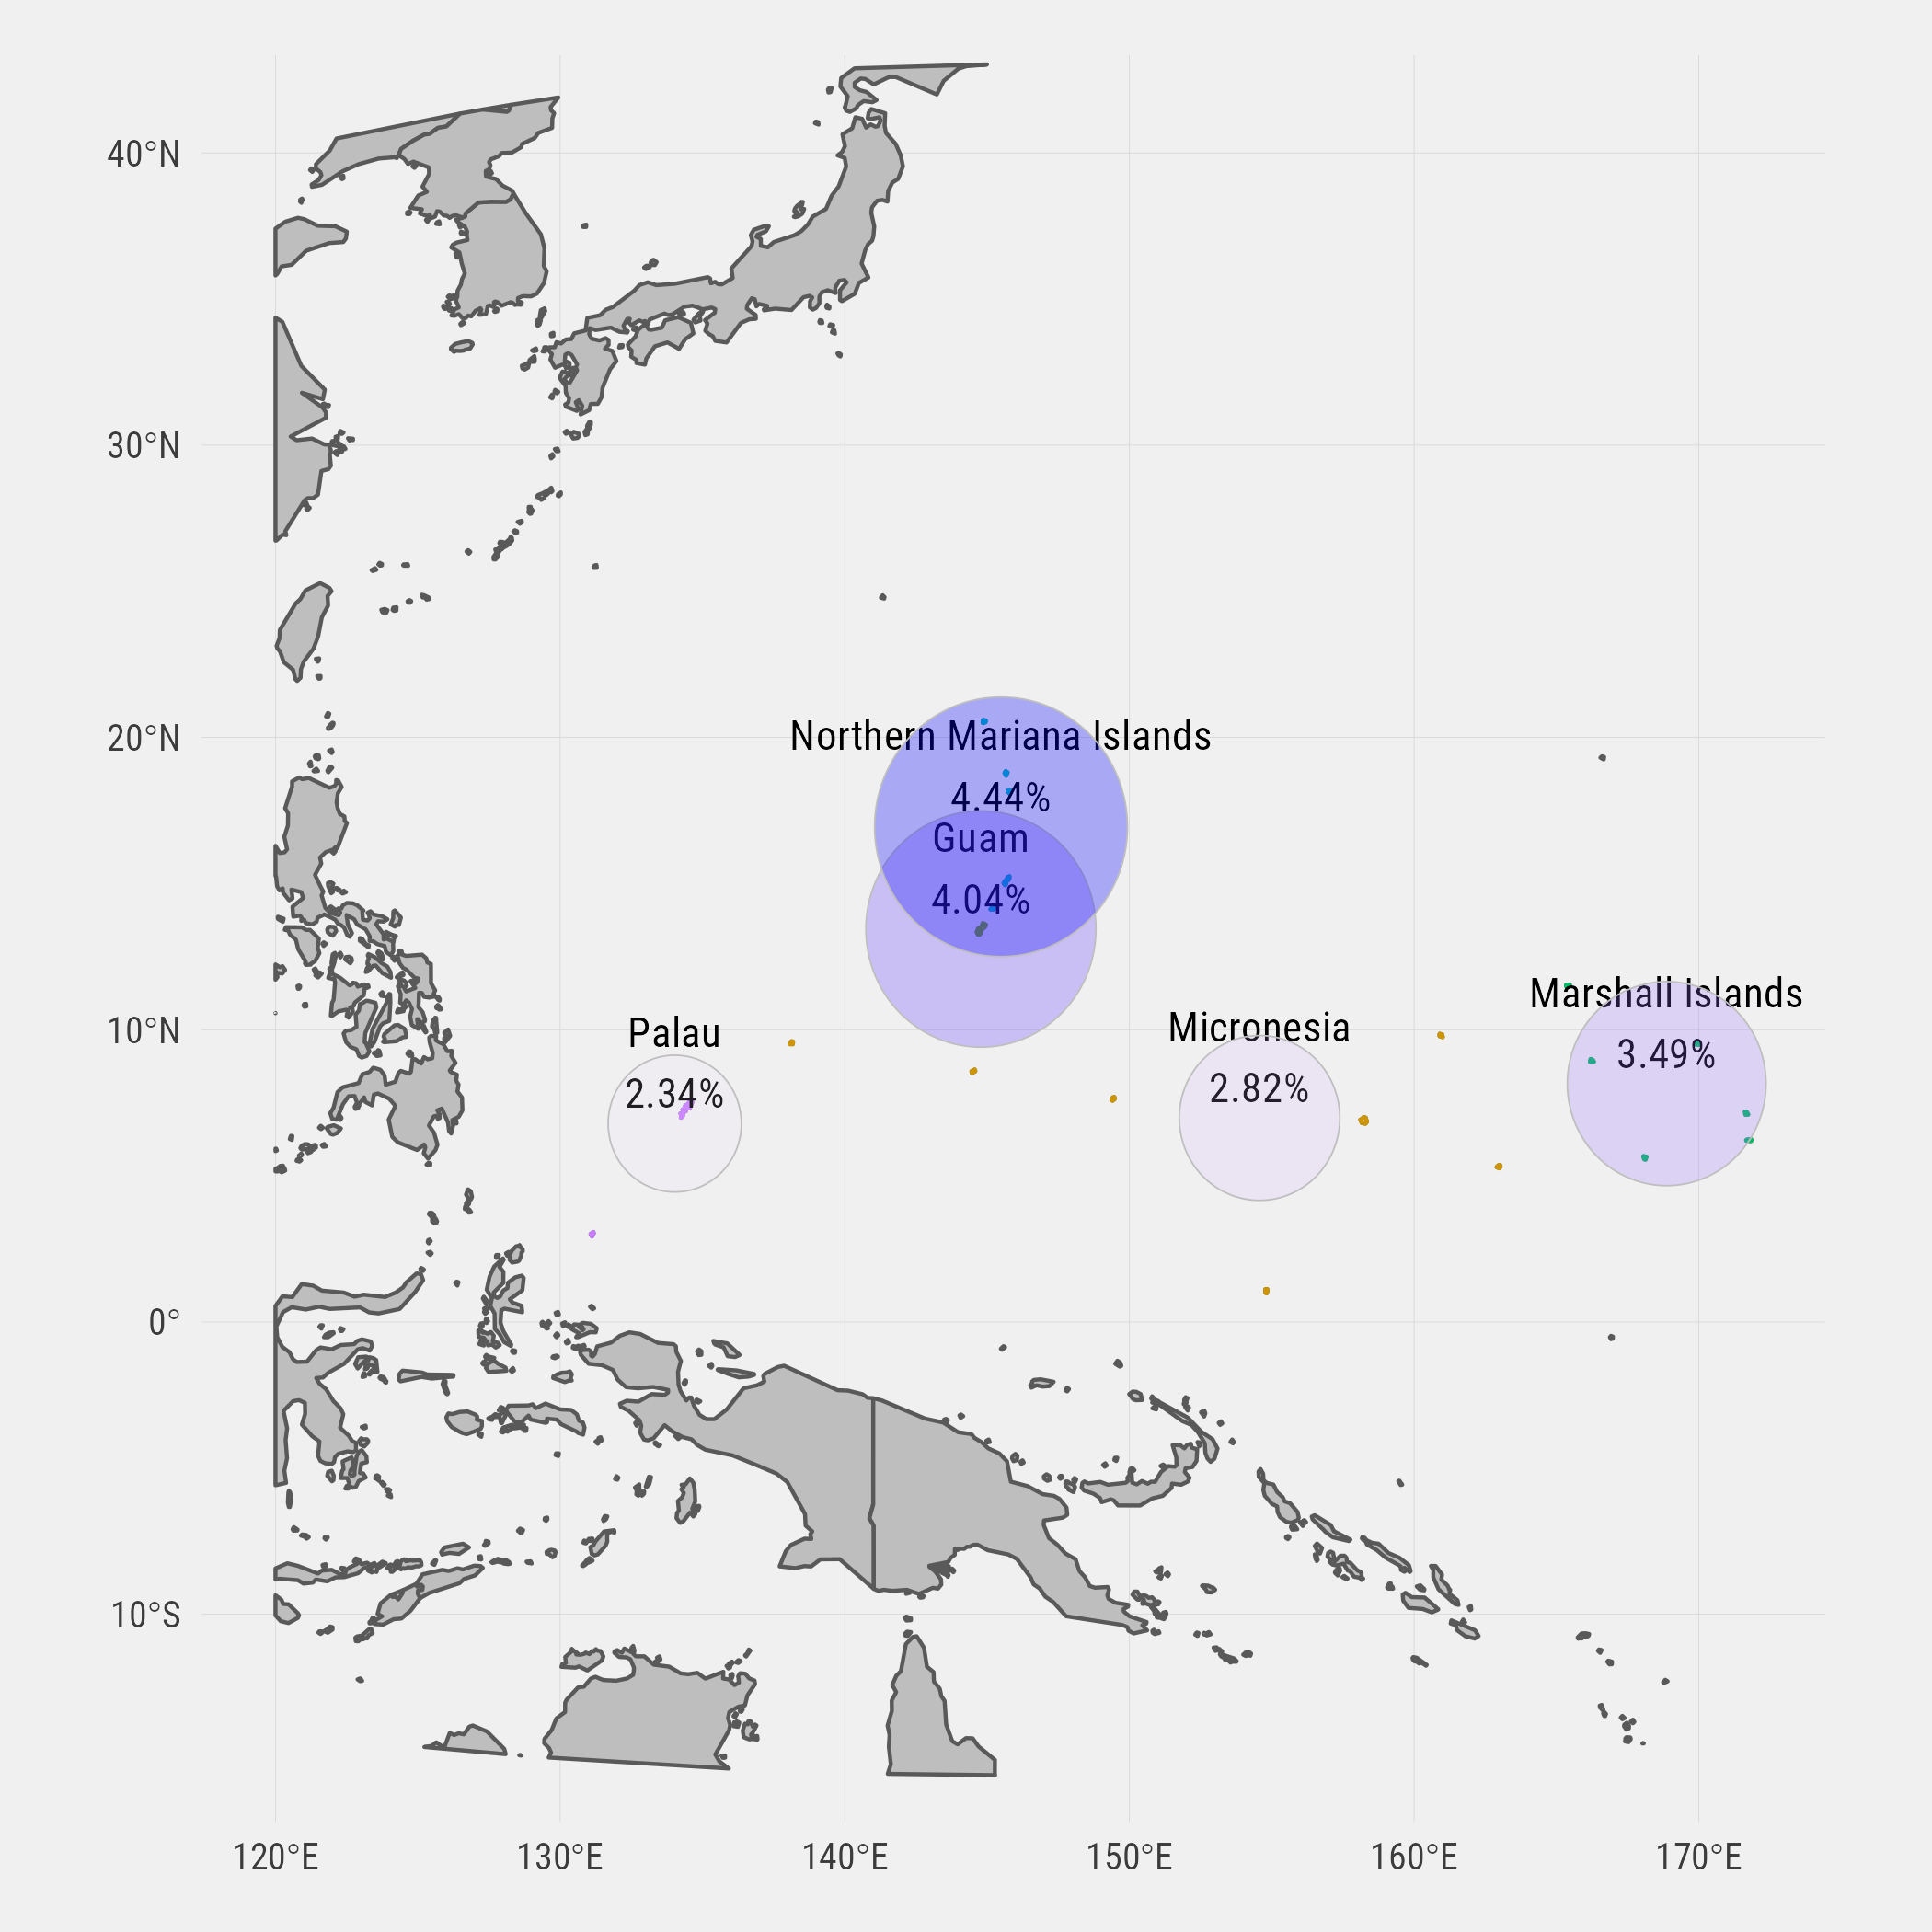 40°N
30°N
20°N
10°N
0°
10°S
Northern Mariana Islands
4.44%
Guam
4.04%
Marshall Islands
3.49%
Micronesia
2.82%
Palau
2.34%
120°E
130°E
140°E
150°E
160°E
170°E